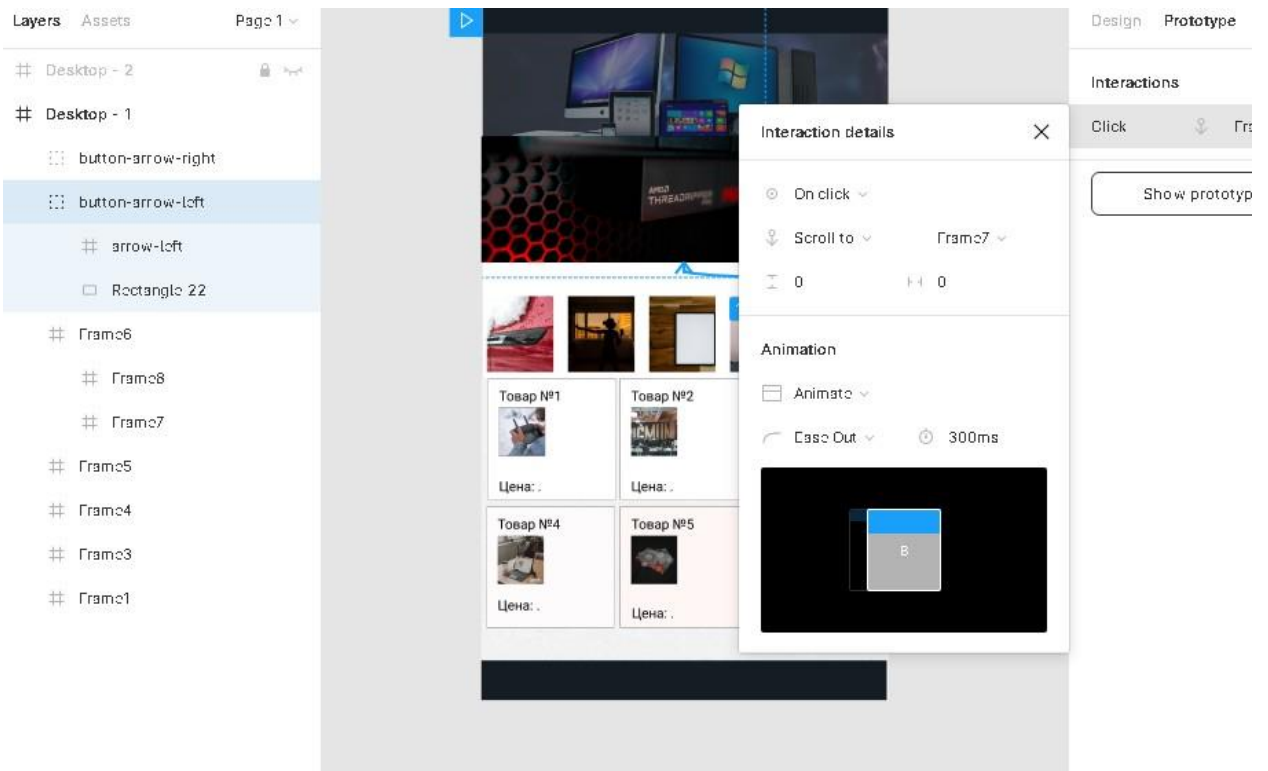 Layers Assets Page 1
Desktop - 2
Desktop - 1
button-arrow-right
button-arrow-left
arrow-left
Rectangle 22
Frame6
Frame8
Frame7
Frame5
Frame4
Frame3
Frame1
AMD
THREADRIPPER
Товар №1
Цена: .
Товар №2
Цена: .
Товар №4
Цена: .
Товар №5
Цена: .
Interaction details
On click
Scroll to Frame7
0 0
Animation
Animate
Ease Out 300ms
B
Design Prototype
Interactions
Click Fra
Show prototyp